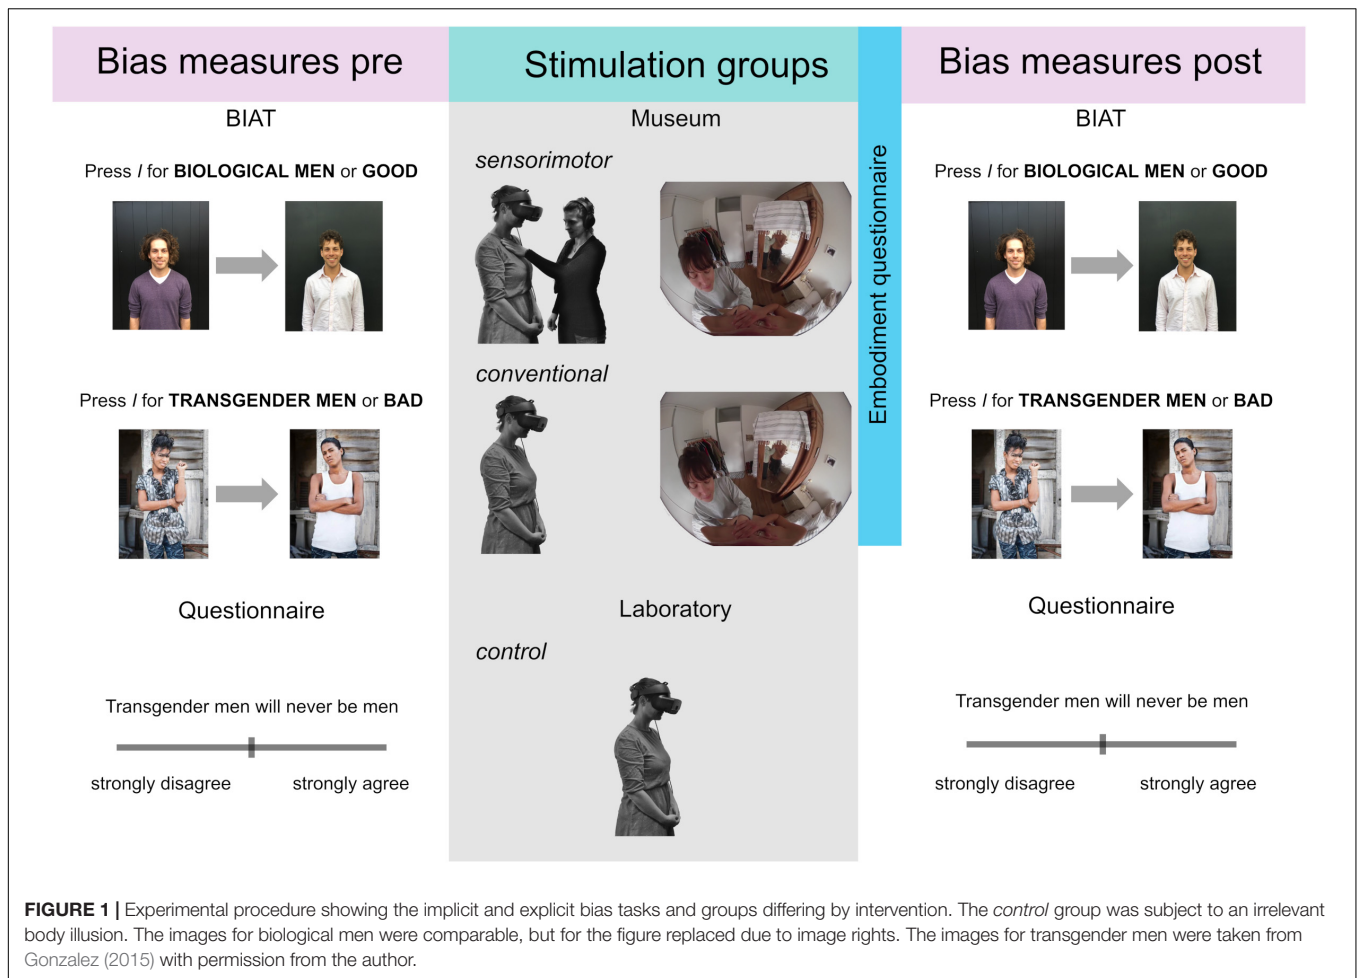 Bias measures pre
BIAT
Press I for BIOLOGICAL MEN or GOOD
Press I for TRANSGENDER MEN or BAD
Questionnaire
Transgender men will never be men
strongly disagree strongly agree
Stimulation groups
Museum
sensorimotor
conventional
Laboratory
control
Embodiment questionnaire
Bias measures post
BIAT
Press I for BIOLOGICAL MEN or GOOD
Press I for TRANSGENDER MEN or BAD
Questionnaire
Transgender men will never be men
strongly disagree strongly agree
FIGURE 1 | Experimental procedure showing the implicit and explicit bias tasks and groups differing by intervention. The control group was subject to an irrelevant
body illusion. The images for biological men were comparable, but for the figure replaced due to image rights. The images for transgender men were taken from
Gonzalez (2015) with permission from the author.